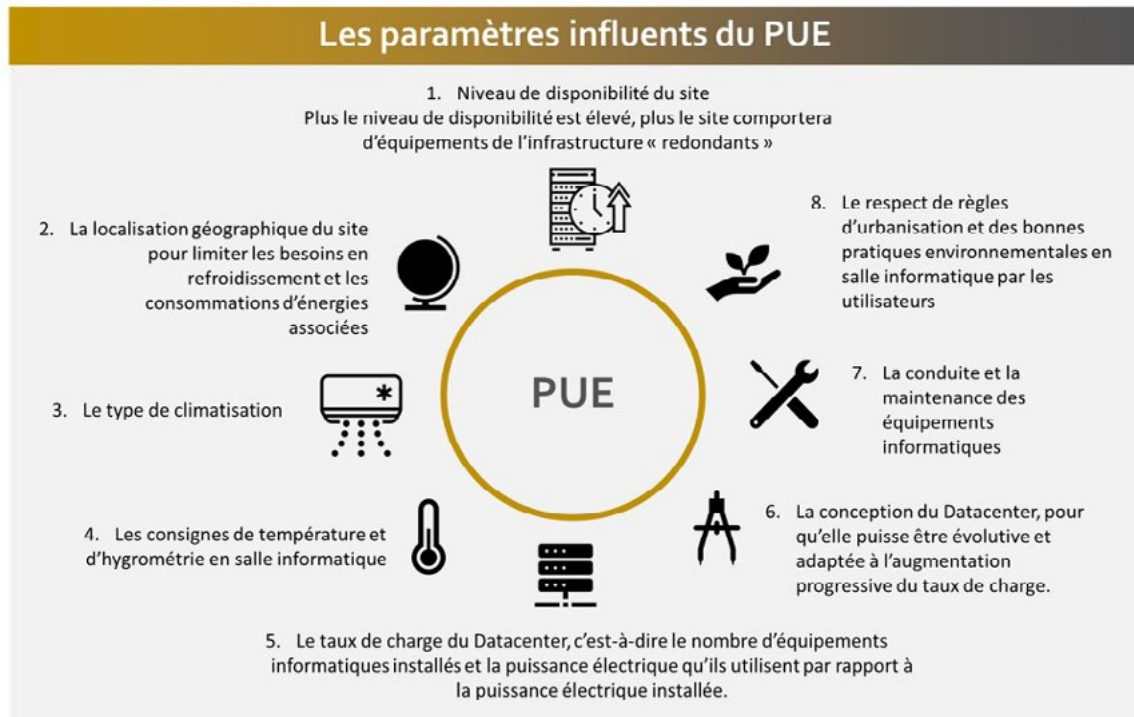 Les paramètres influents du PUE
1. Niveau de disponibilité du site
Plus le niveau de disponibilité est élevé, plus le site comportera
d'équipements de l'infrastructure « redondants »
2. La localisation géographique du site
pour limiter les besoins en
refroidissement et les
consommations d'énergies
associées
3. Le type de climatisation
4. Les consignes de température et
d'hygrométrie en salle informatique
5. Le taux de charge du Datacenter, c'est-à-dire le nombre d'équipements
informatiques installés et la puissance électrique qu'ils utilisent par rapport à
la puissance électrique installée.
6. La conception du Datacenter, pour
qu'elle puisse être évolutive et
adaptée à l'augmentation
progressive du taux de charge.
7. La conduite et la
maintenance des
équipements
informatiques
8. Le respect de règles
d'urbanisation et des bonnes
pratiques environnementales en
salle informatique par les
utilisateurs
PUE